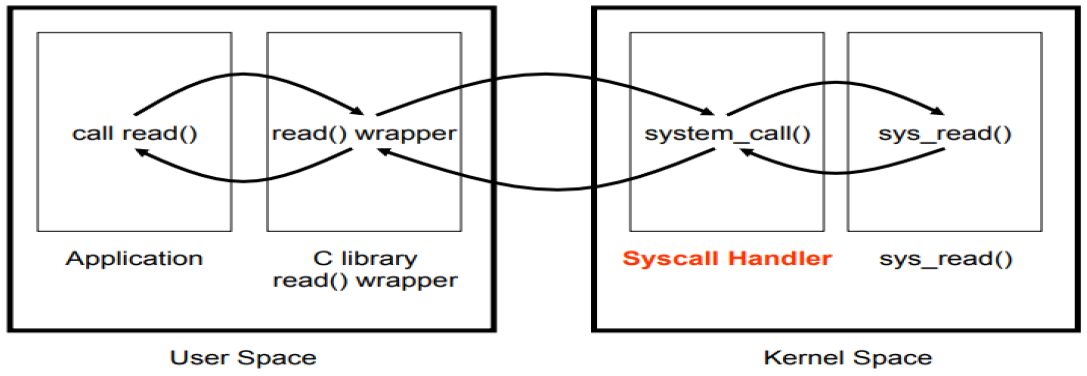 call read()
read() wrapper
system_call()
sys_read()
Application
C library
read() wrapper
Syscall Handler
sys_read()
User Space
Kernel Space